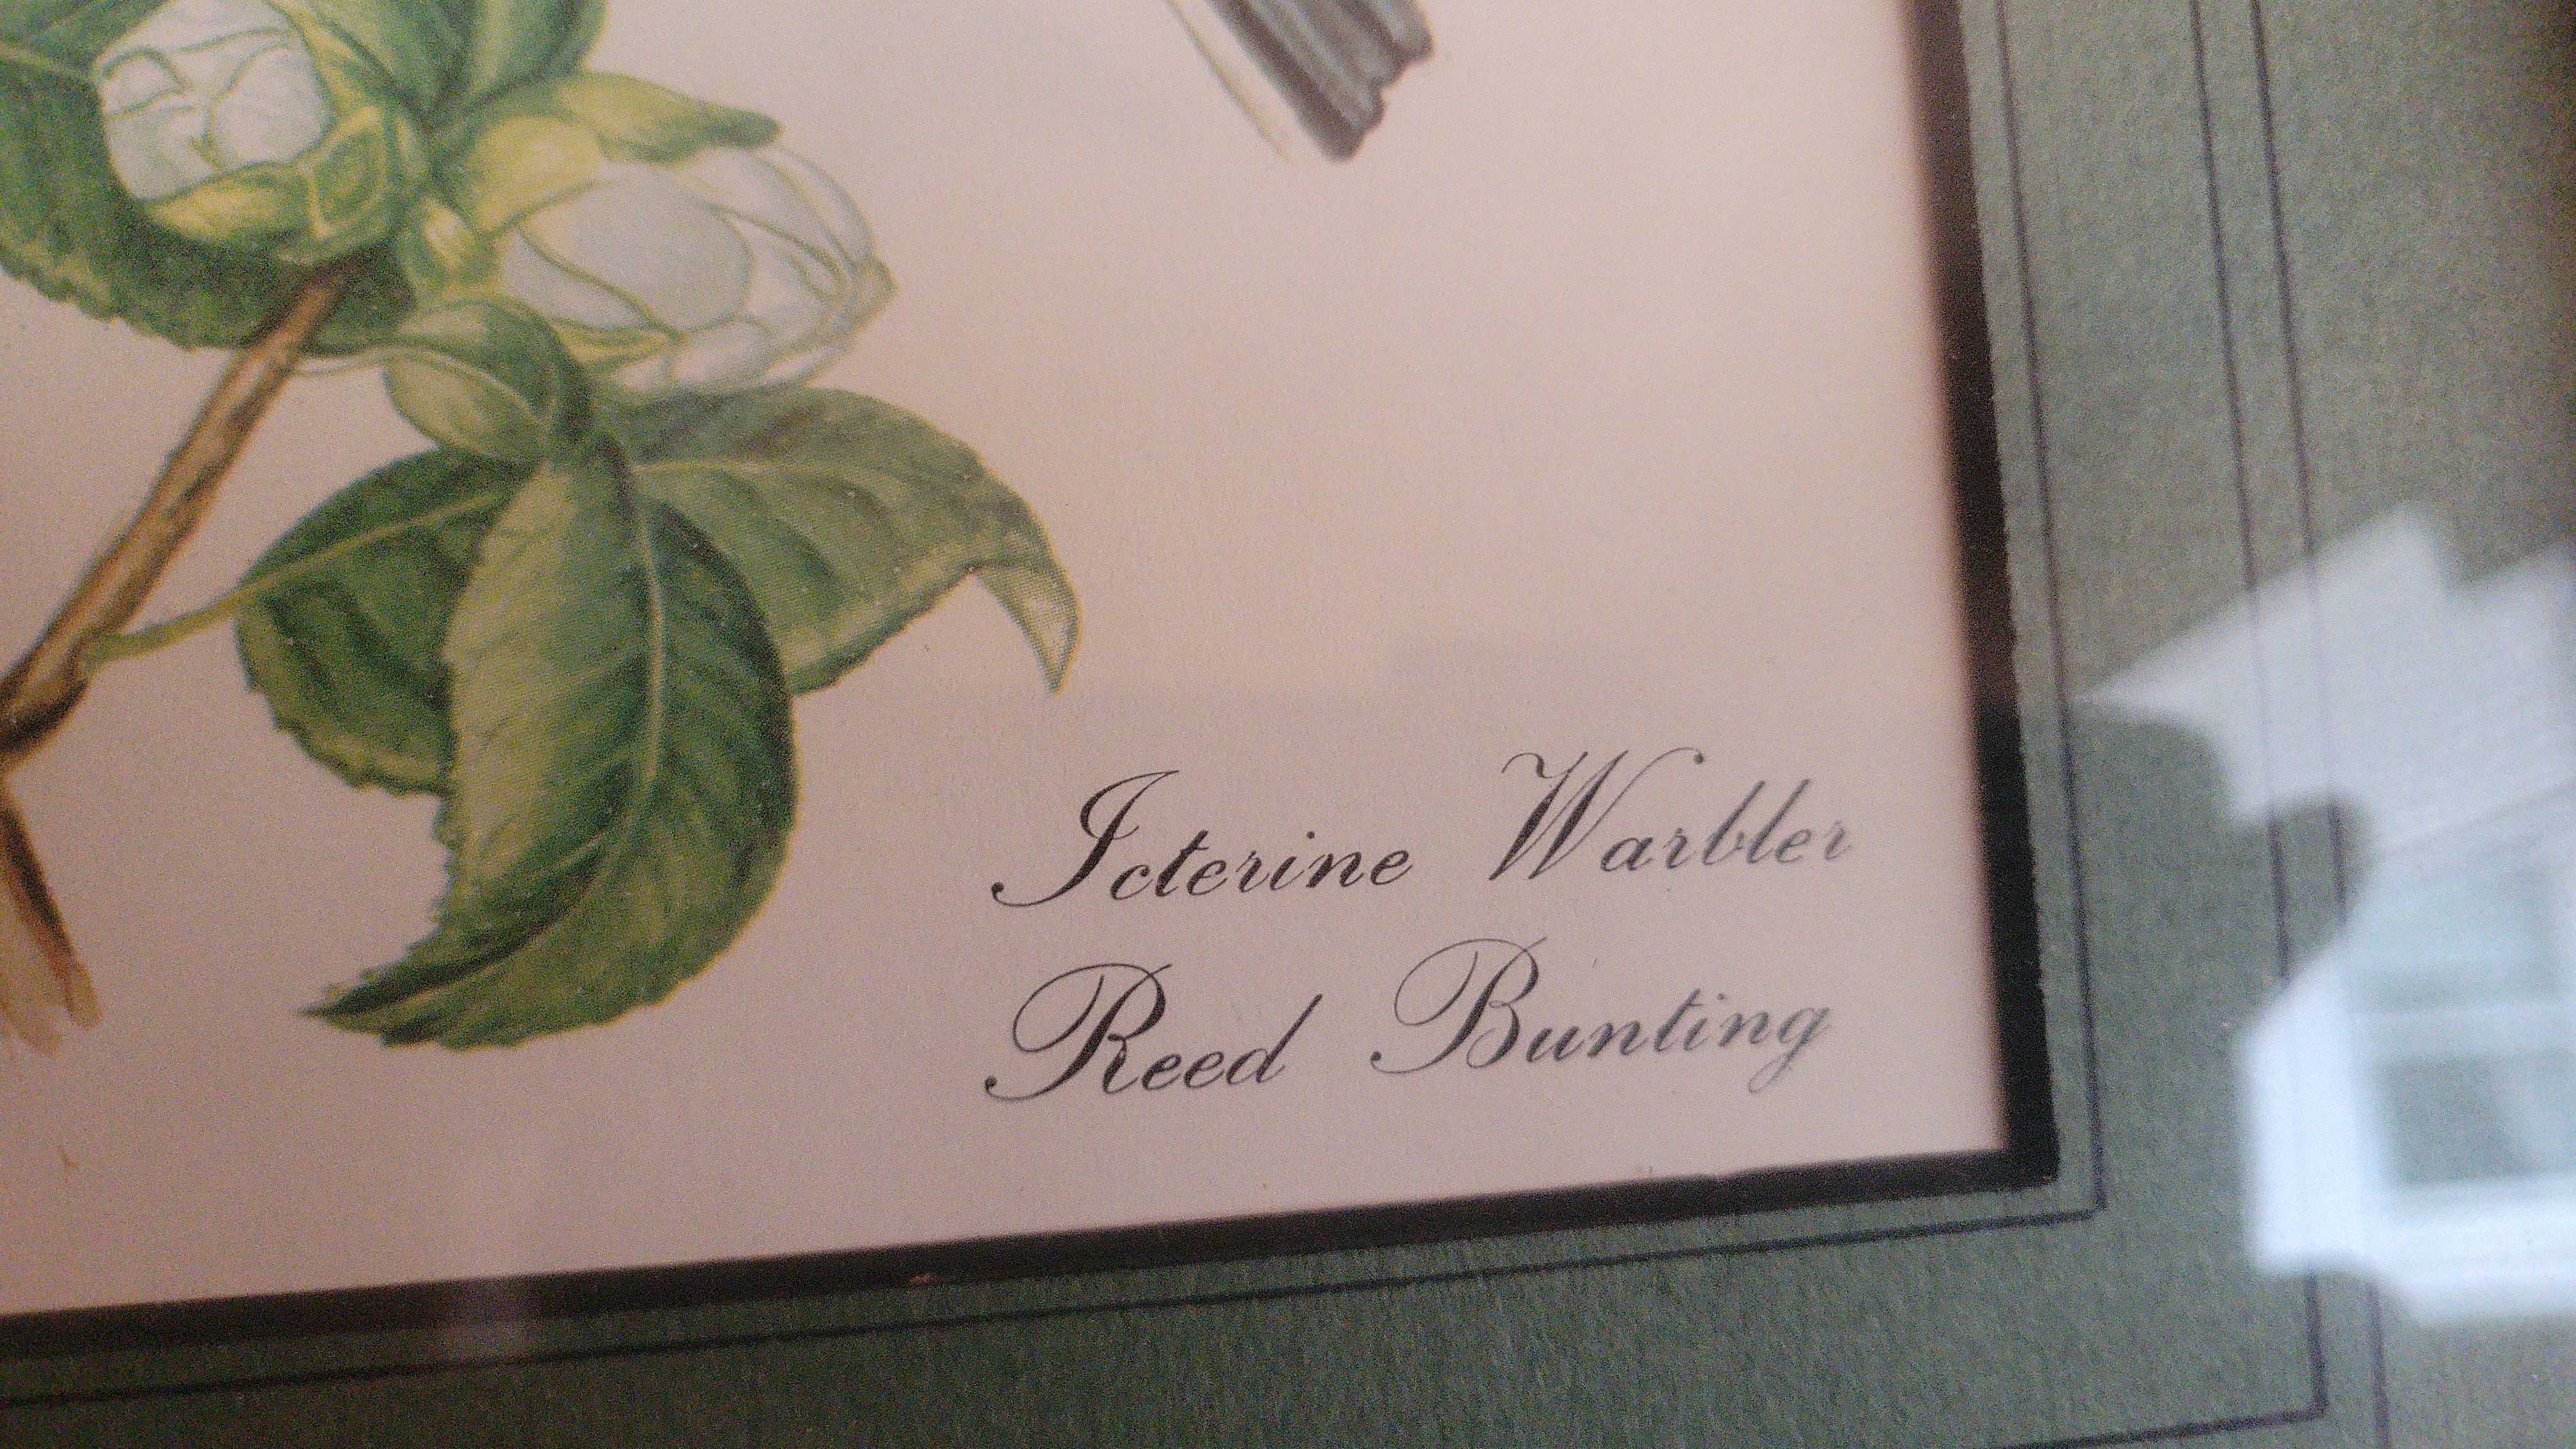 Icterine Warbler
Reed Bunting